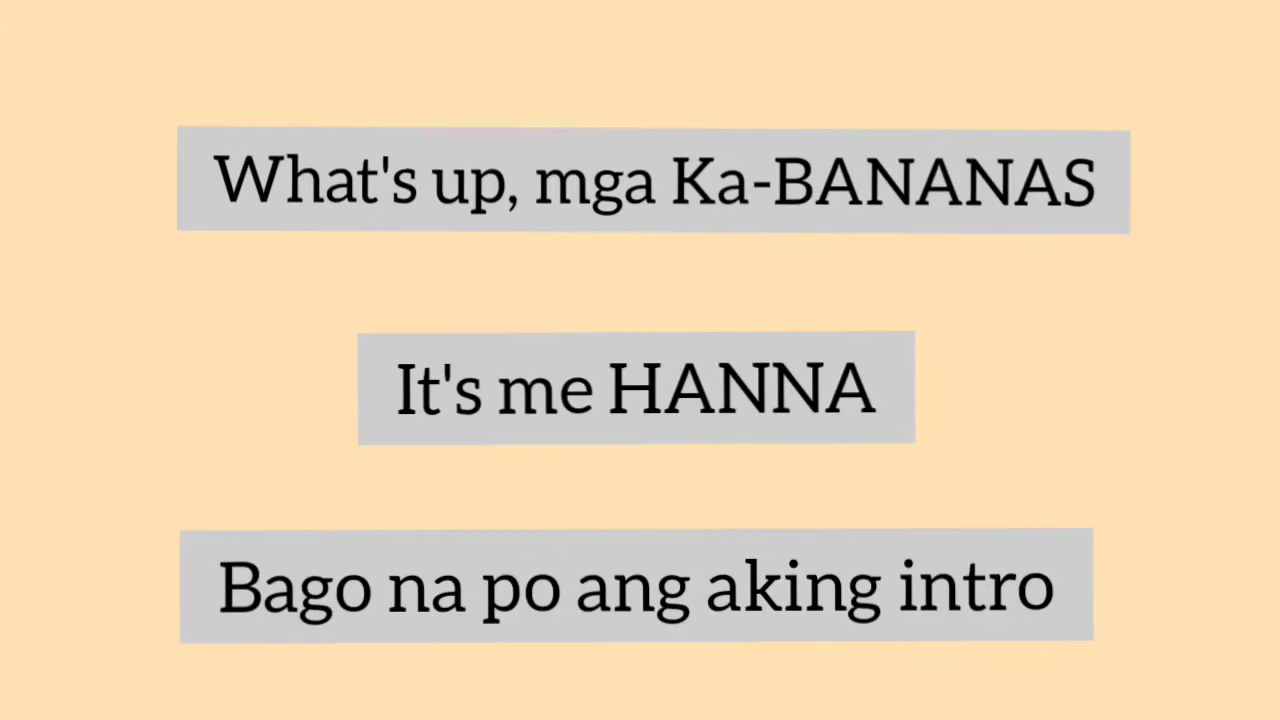 What's up, mga Ka-BANANAS
It's me HANNA
Bago na po ang aking intro